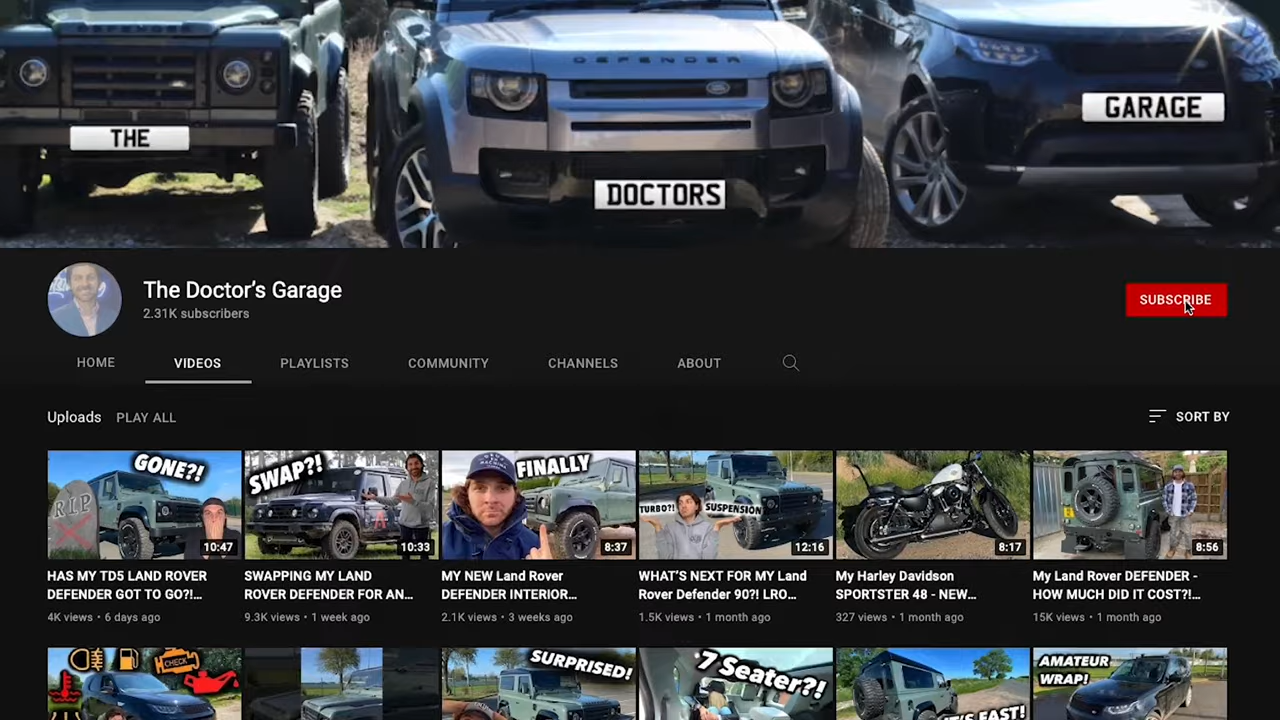 DEFENDER
DEFENDER
THE
DOCTORS
GARAGE
The Doctor's Garage
2.31K subscribers
SUBSCRIBE
HOME
VIDEOS
PLAYLISTS
COMMUNITY
CHANNELS
ABOUT
Uploads
PLAY ALL
SORT BY
GONE?!
RIP
10:47
SWAP?!
10:33
FINALLY
8:37
TURBO?!
SUSPENSION
12:16
8:17
8:56
HAS MY TD5 LAND ROVER
DEFENDER GOT TO GO?!...
4K views • 6 days ago
SWAPPING MY LAND
ROVER DEFENDER FOR AN...
9.3K views • 1 week ago
MY NEW Land Rover
DEFENDER INTERIOR...
2.1K views • 3 weeks ago
WHAT'S NEXT FOR MY Land
Rover Defender 90?! LRO...
1.5K views • 1 month ago
My Harley Davidson
SPORTSTER 48 - NEW...
327 views • 1 month ago
My Land Rover DEFENDER -
HOW MUCH DID IT COST?!...
15K views • 1 month ago
CHECK
SURPRISED!
7 Seater?!
IT'S FAST!
AMATEUR
WRAP!